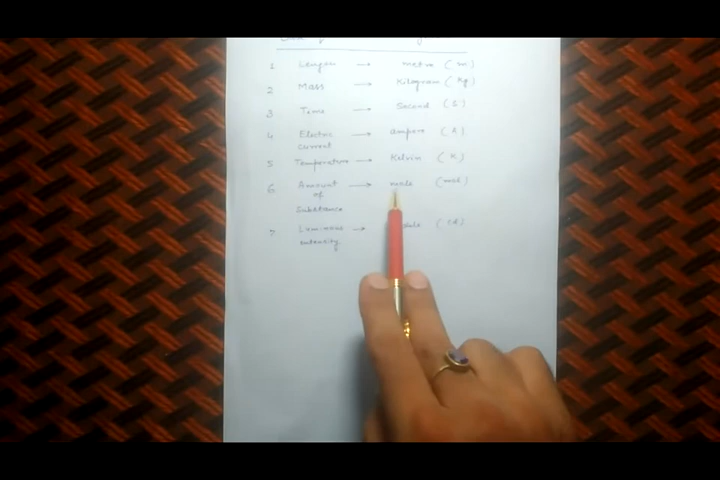 1 Length → metre (m)
2 Mass → Kilogram (Kg)
3 Time → Second (S)
4 Electric current → ampere (A)
5 Temperature → Kelvin (K)
6 Amount of Substance → mole (mol)
7 Luminous intensity → (cd)